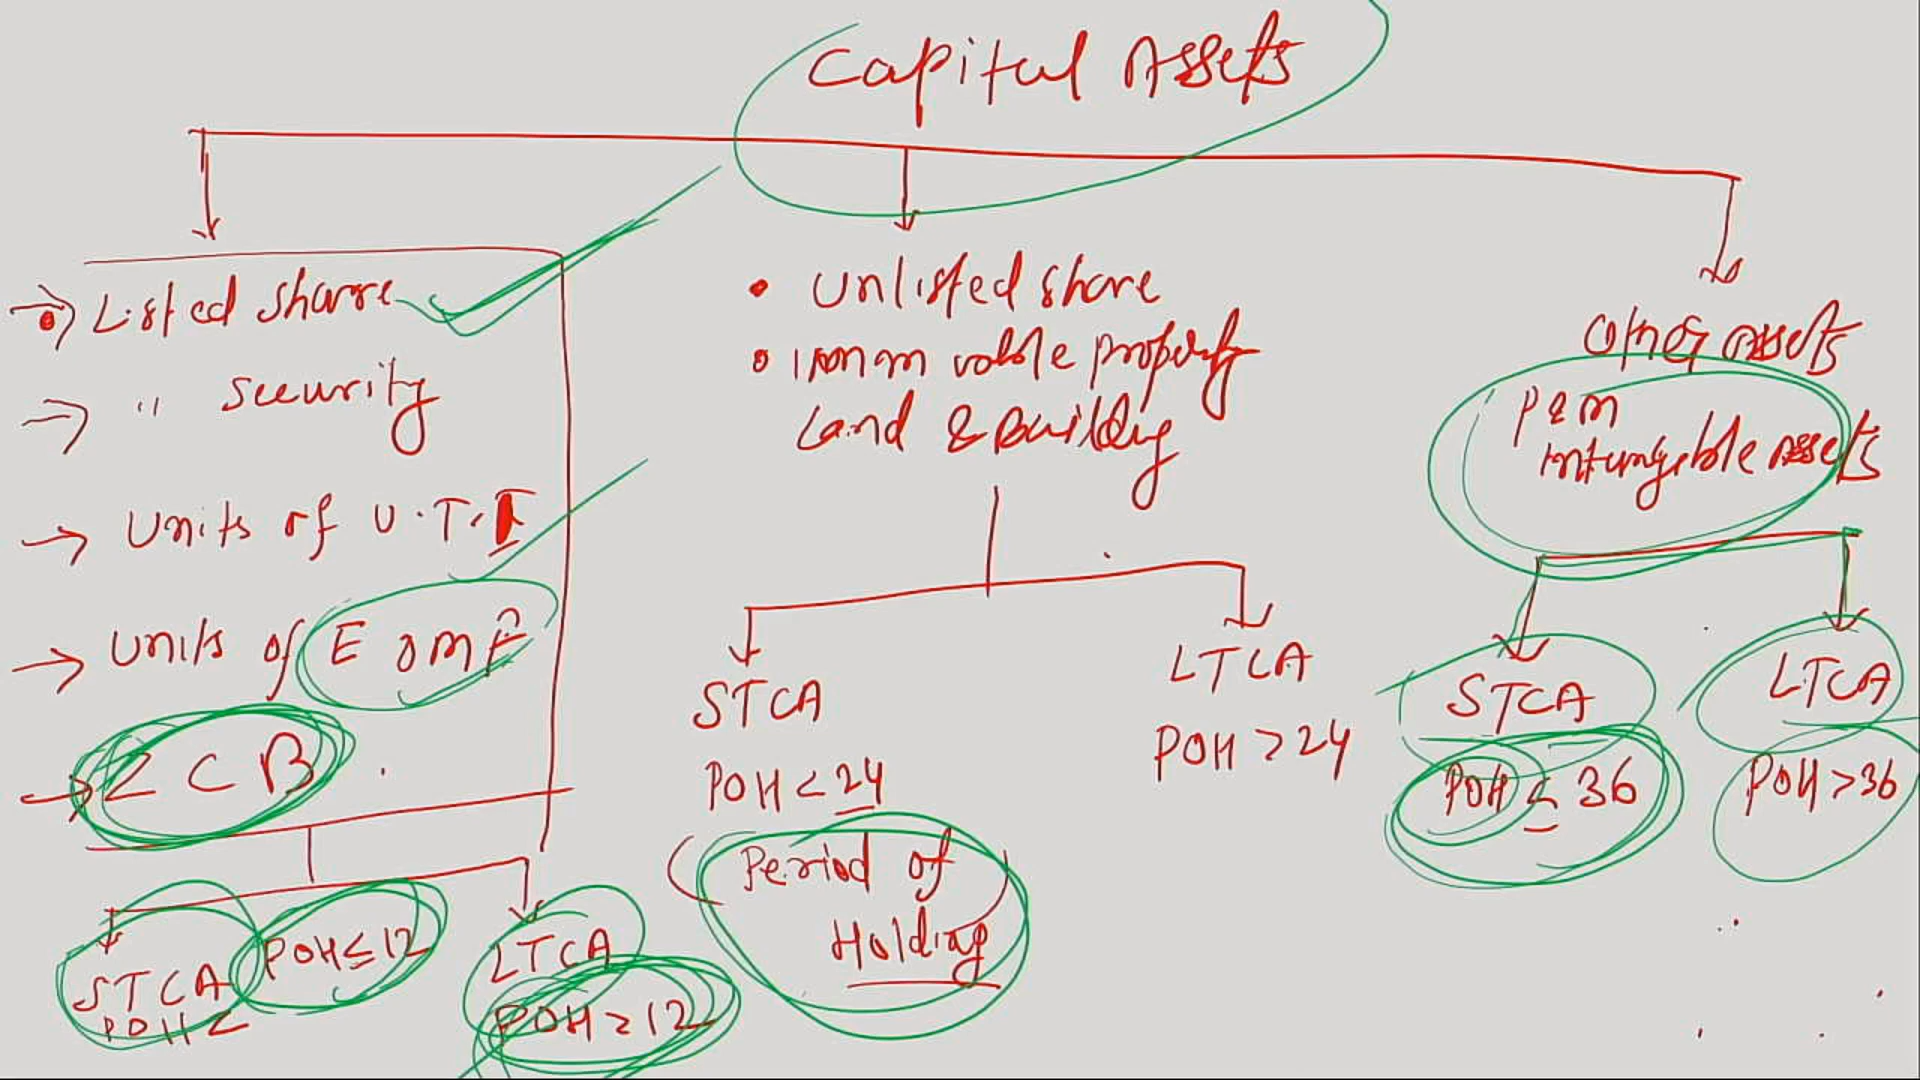 Capital Assets
Listed share
" security
Units of U.T.I
Units of E O M F
Z C B
STCA
POH <
POH ≤ 12
LTCA
POH > 12
• Unlisted share
• immovable property
Land & Building
STCA
POH < 24
(Period of
Holding)
LTCA
POH > 24
Other Assets
P & M
intangible Assets
STCA
POH ≤ 36
LTCA
POH > 36